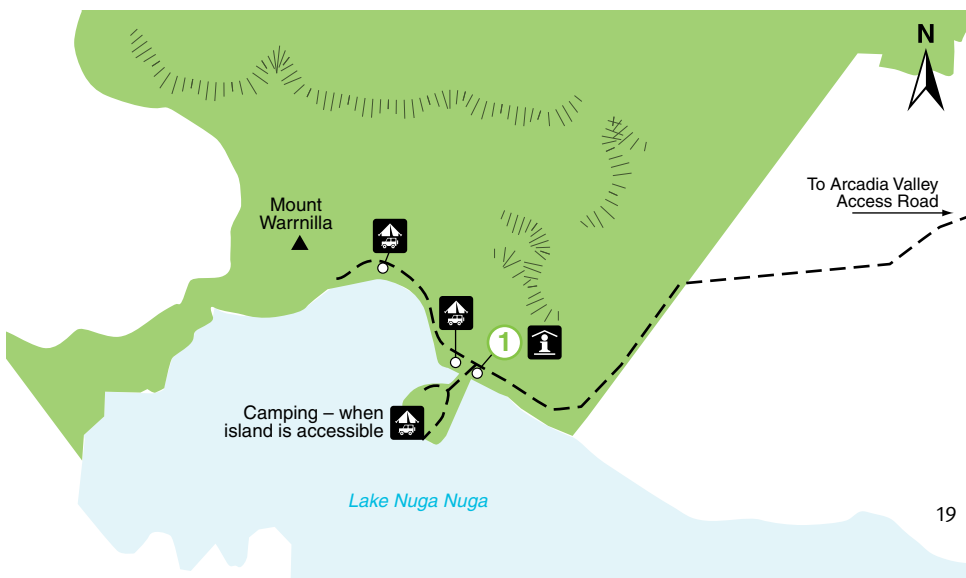 N
To Arcadia Valley
Access Road
Mount
Warrnilla
1
Camping – when
island is accessible
Lake Nuga Nuga
19